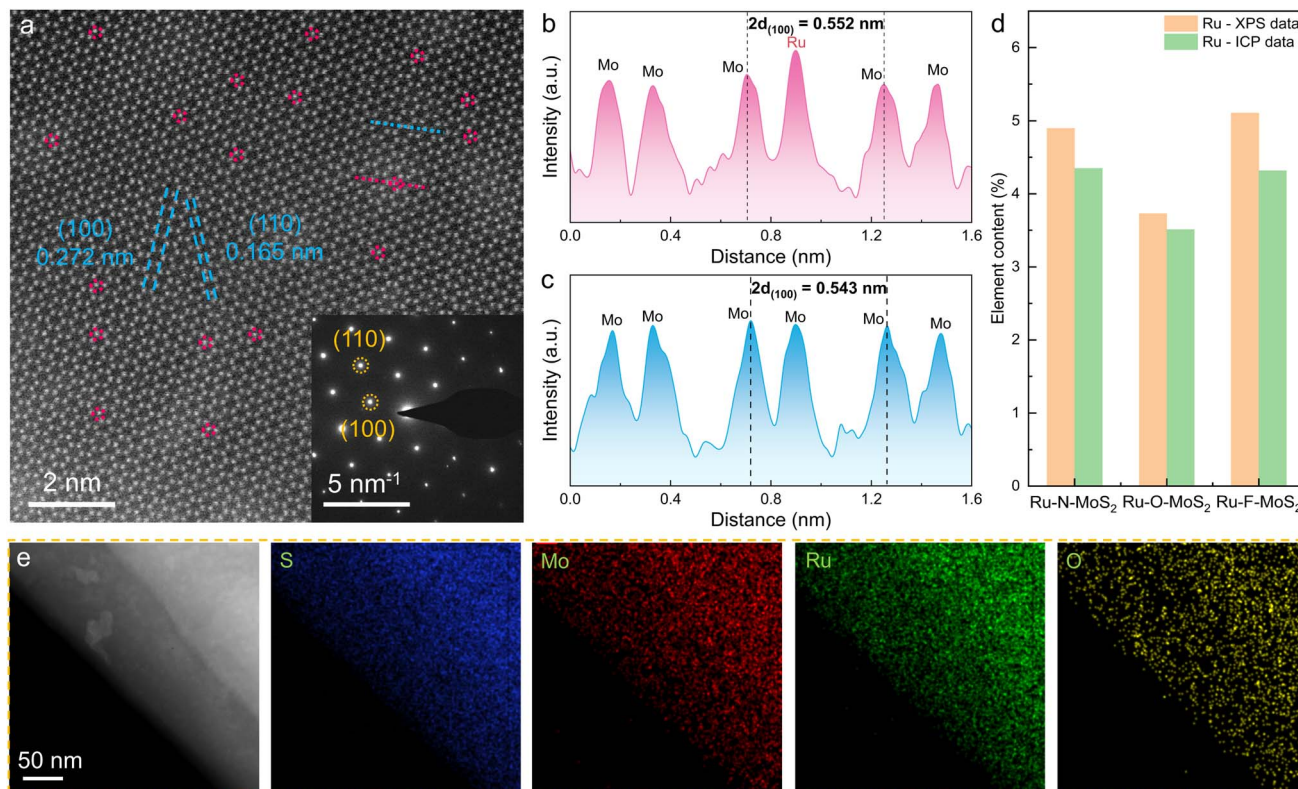 a
(100)
0.272 nm
(110)
0.165 nm
2 nm
(110)
(100)
5 nm⁻¹
b
2d₍₁₀₀₎ = 0.552 nm
Ru
Mo
Mo
Mo
Mo
Mo
Intensity (a.u.)
0.0
0.4
0.8
1.2
1.6
Distance (nm)
c
2d₍₁₀₀₎ = 0.543 nm
Mo
Mo
Mo
Mo
Mo
Mo
Intensity (a.u.)
0.0
0.4
0.8
1.2
1.6
Distance (nm)
d
Ru - XPS data
Ru - ICP data
Element content (%)
6
5
4
3
2
1
0
Ru-N-MoS₂
Ru-O-MoS₂
Ru-F-MoS₂
e
50 nm
S
Mo
Ru
O